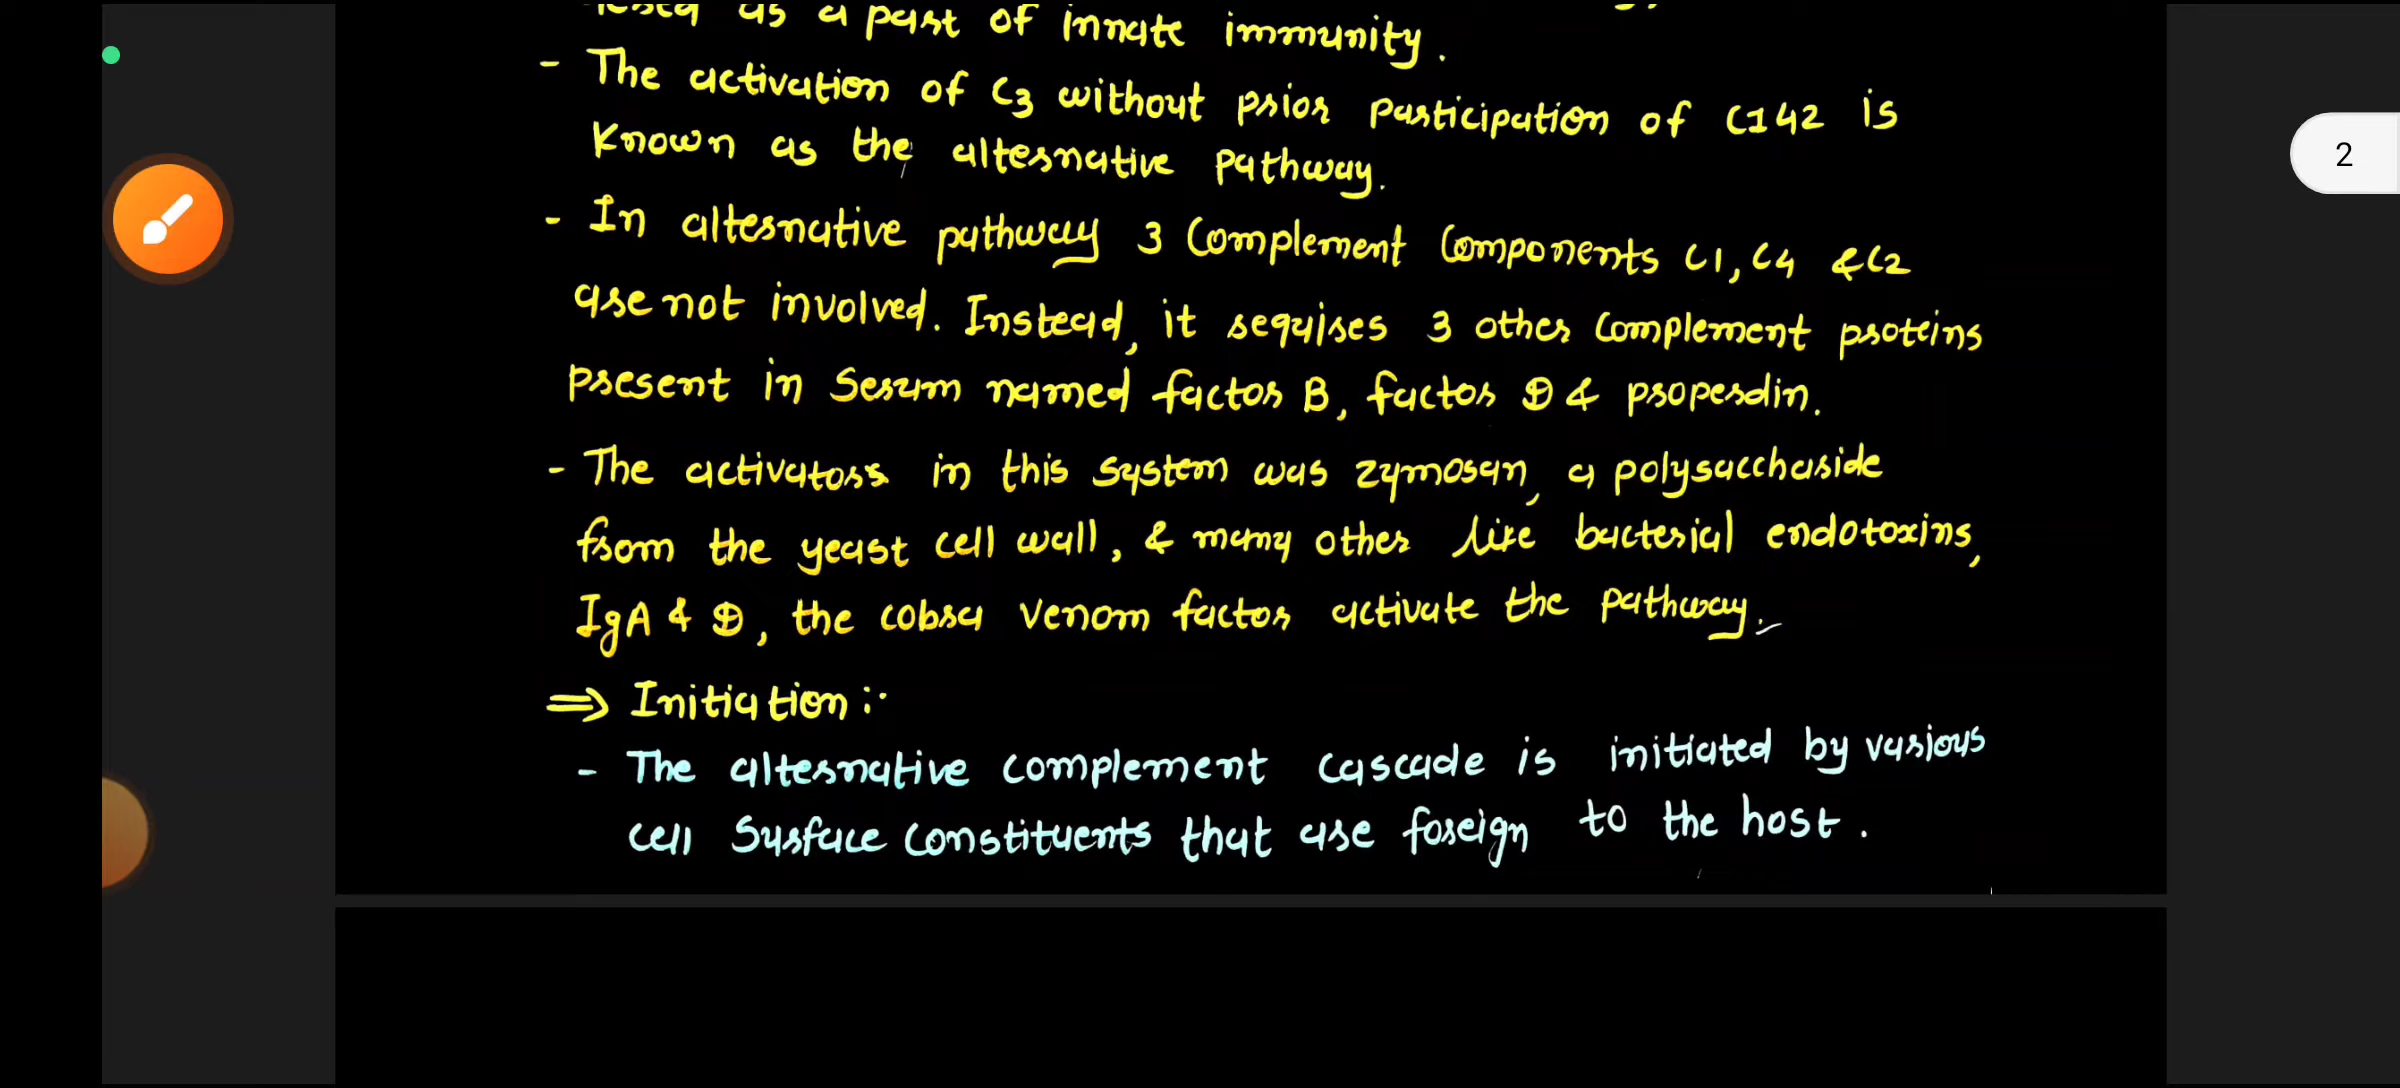 as a part of innate immunity.
- The activation of C3 without prior participation of C142 is
known as the alternative pathway.
2
- In alternative pathway 3 complement components C1, C4 & C2
are not involved. Instead, it requires 3 other complement proteins
present in serum named factor B, factor D & properdin.
- The activators in this system was zymosan, a polysaccharide
from the yeast cell wall, & many other like bacterial endotoxins,
IgA & D, the cobra venom factor activate the pathway.
⇒ Initiation :-
- The alternative complement cascade is initiated by various
cell surface constituents that are foreign to the host.